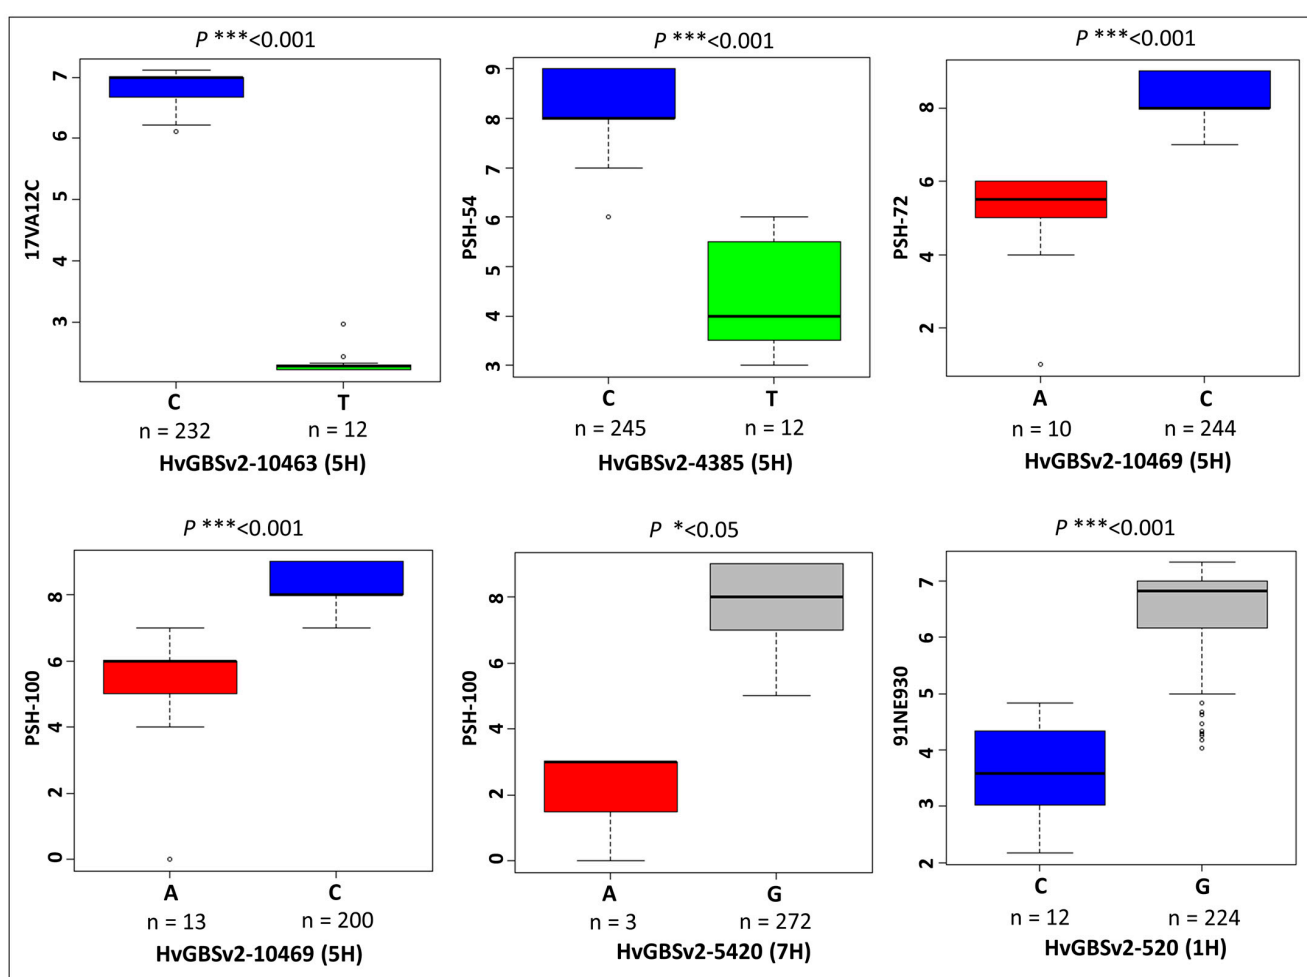 P ***<0.001
7
6
5
4
3
17VA12C
C T
n = 232 n = 12
HvGBSv2-10463 (5H)
P ***<0.001
9
8
7
6
5
4
3
PSH-54
C T
n = 245 n = 12
HvGBSv2-4385 (5H)
P ***<0.001
8
6
4
2
PSH-72
A C
n = 10 n = 244
HvGBSv2-10469 (5H)
P ***<0.001
8
6
4
2
0
PSH-100
A C
n = 13 n = 200
HvGBSv2-10469 (5H)
P *<0.05
8
6
4
2
0
PSH-100
A G
n = 3 n = 272
HvGBSv2-5420 (7H)
P ***<0.001
7
6
5
4
3
2
91NE930
C G
n = 12 n = 224
HvGBSv2-520 (1H)